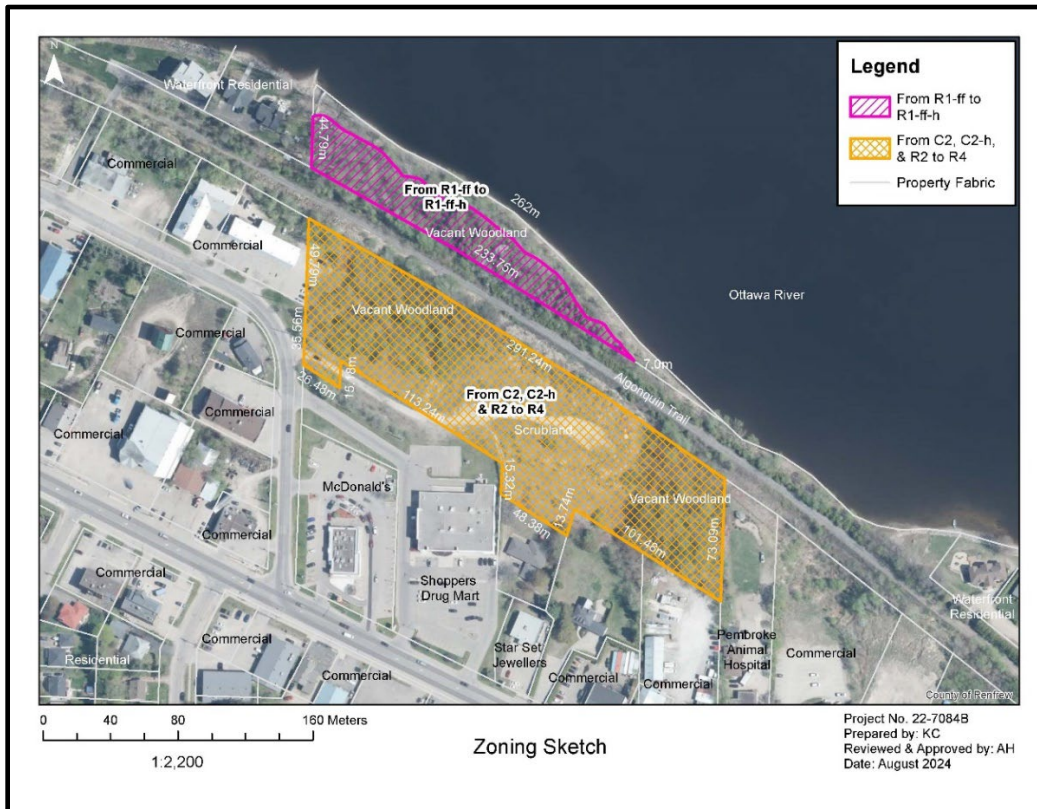 N
Legend
From R1-ff to
R1-ff-h
From C2, C2-h,
& R2 to R4
Property Fabric
Waterfront Residential
Commercial
44.79m
From R1-ff to
R1-ff-h
262m
Vacant Woodland
233.75m
Commercial
49.79m
Ottawa River
Vacant Woodland
291.24m
7.0m
Algonquin Trail
Commercial
Commercial
26.48m
113.24m
From C2, C2-h
& R2 to R4
Scrubland
Commercial
Commercial
McDonald's
15.32m
48.38m
13.74m
Vacant Woodland
101.48m
73.09m
Commercial
Shoppers
Drug Mart
Commercial
Commercial
Residential
Commercial
Star Set
Jewellers
Commercial
Commercial
Pembroke
Animal
Hospital
Commercial
Waterfront
Residential
County of Renfrew
0 40 80 160 Meters
1:2,200
Zoning Sketch
Project No. 22-7084B
Prepared by: KC
Reviewed & Approved by: AH
Date: August 2024